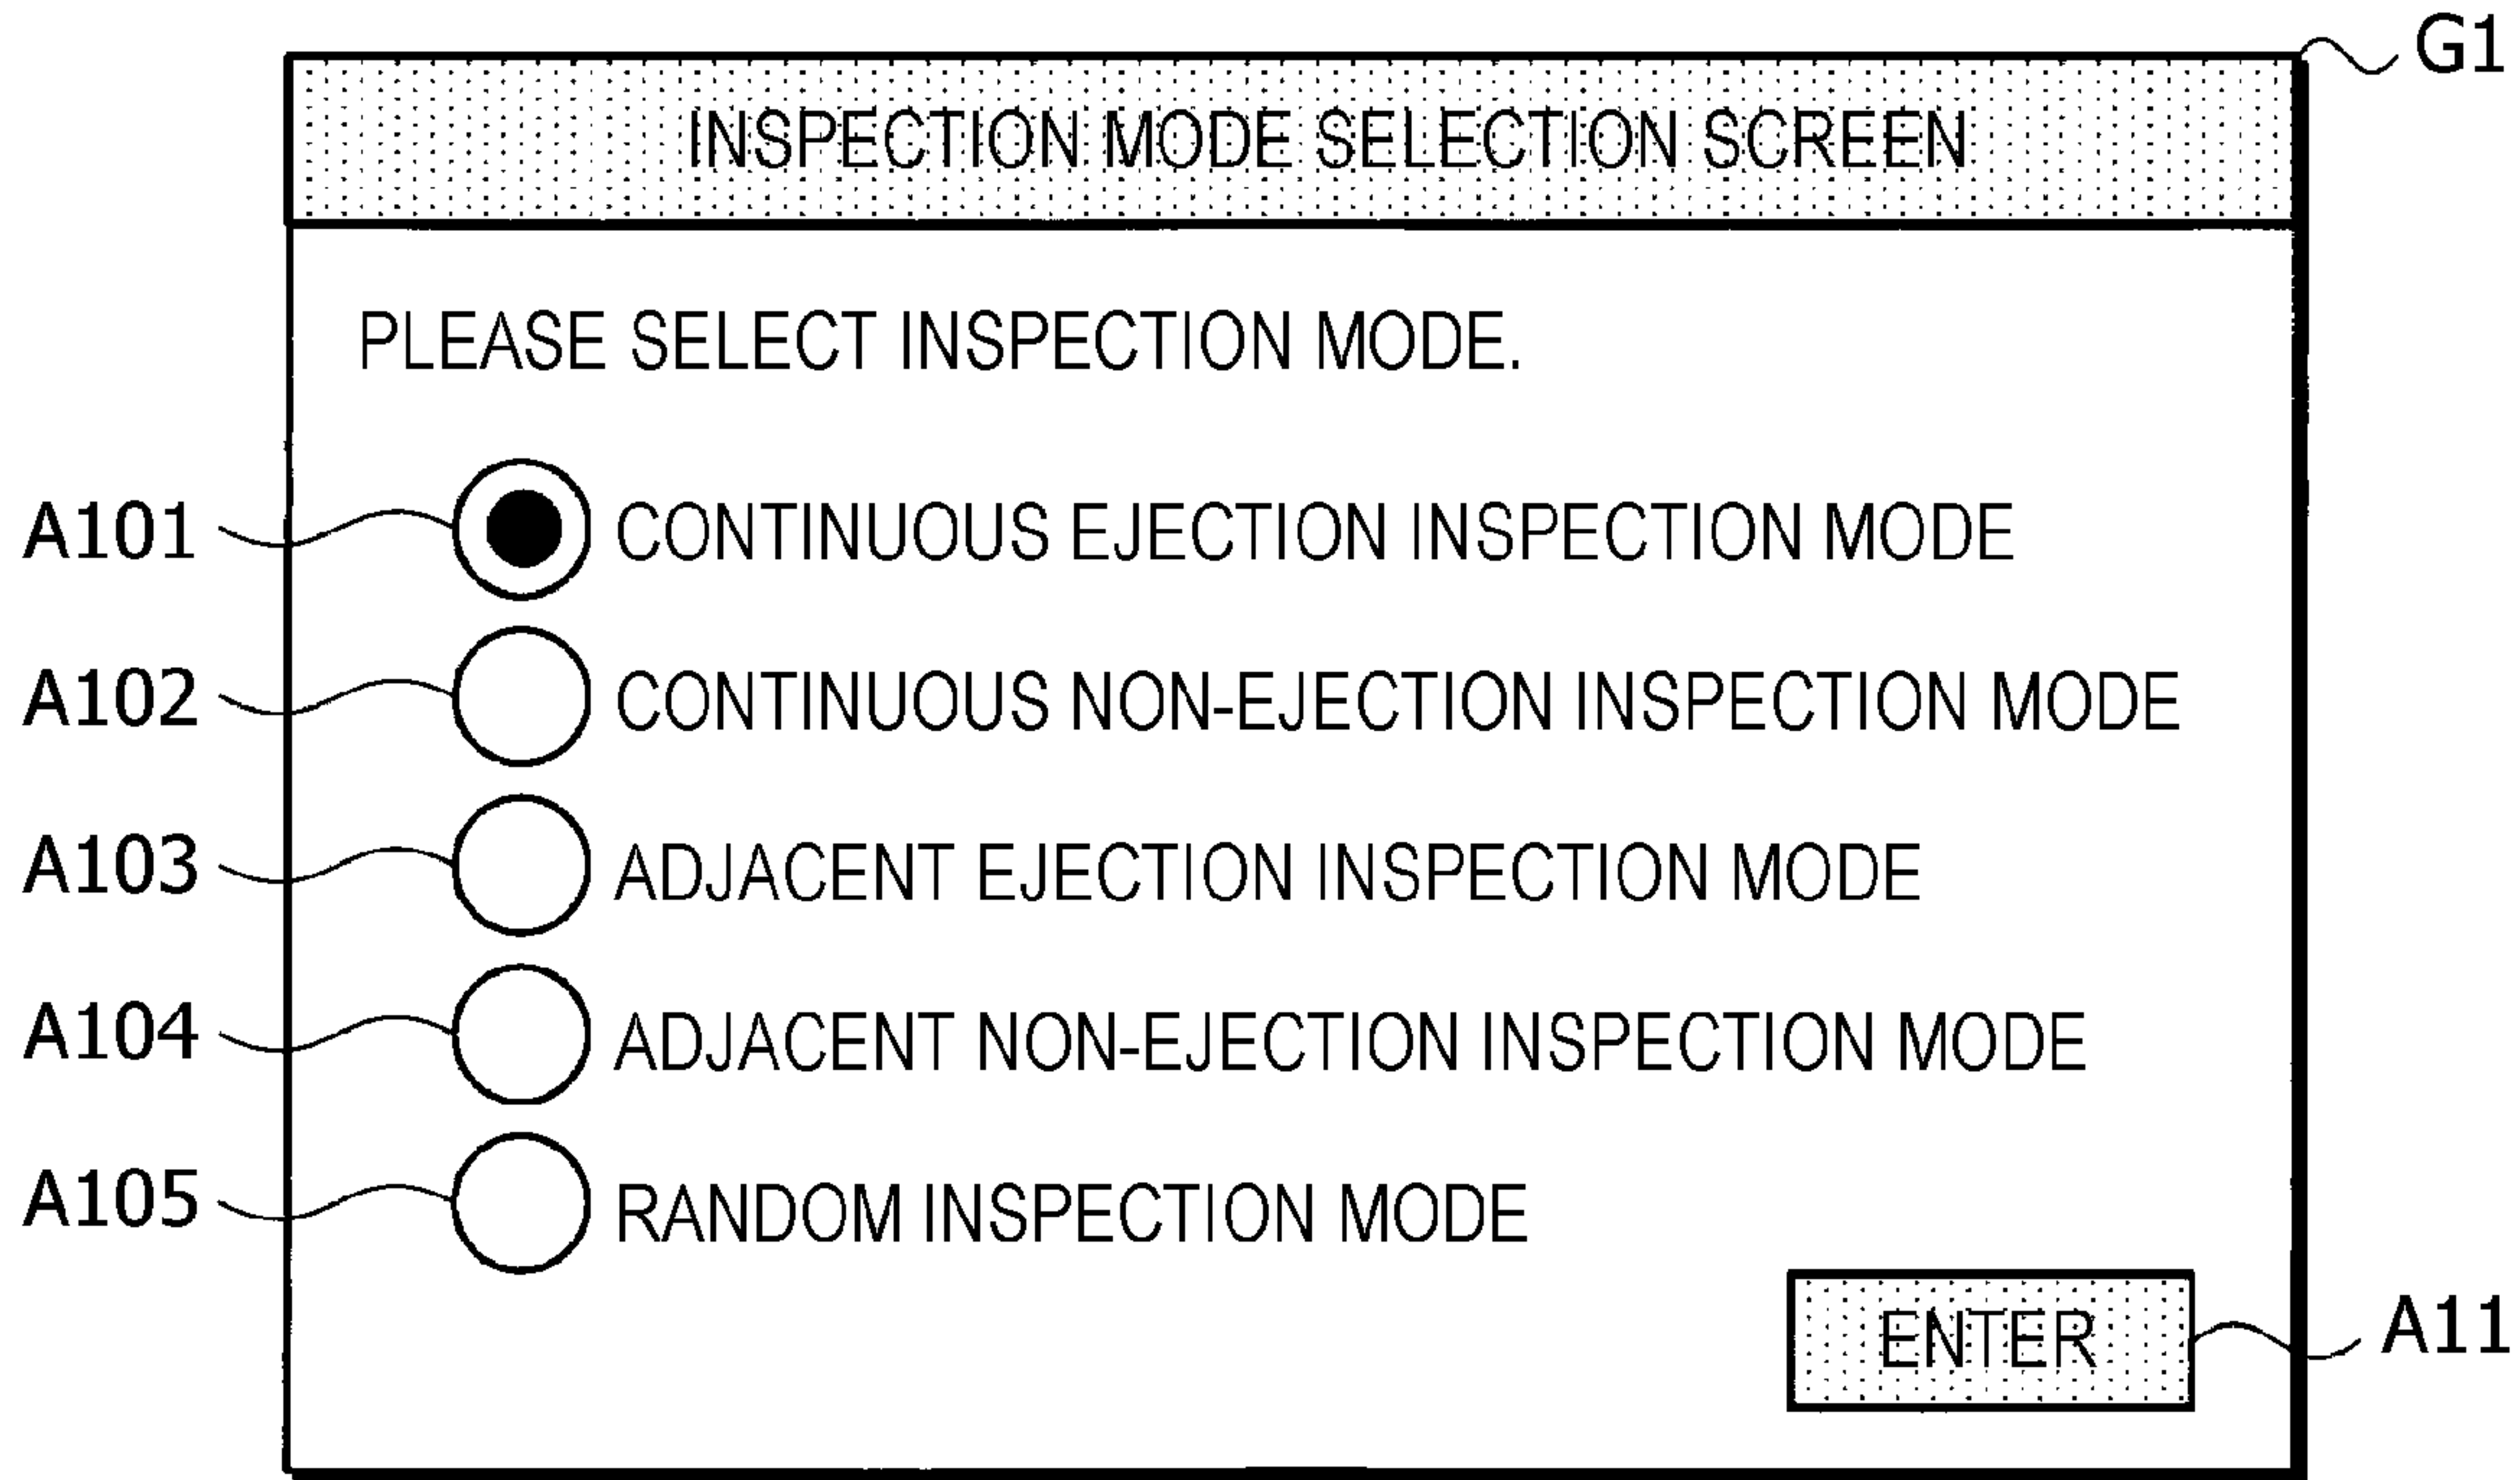 G1
INSPECTION MODE SELECTION SCREEN
PLEASE SELECT INSPECTION MODE.
A101 CONTINUOUS EJECTION INSPECTION MODE
A102 CONTINUOUS NON-EJECTION INSPECTION MODE
A103 ADJACENT EJECTION INSPECTION MODE
A104 ADJACENT NON-EJECTION INSPECTION MODE
A105 RANDOM INSPECTION MODE
ENTER A11